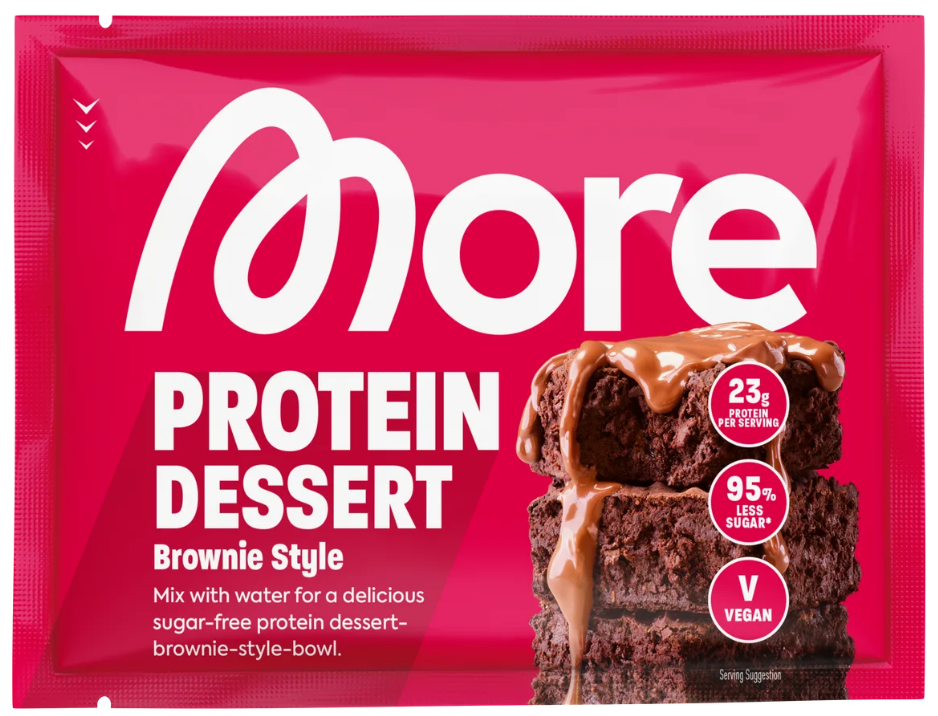 More
PROTEIN
DESSERT
Brownie Style
Mix with water for a delicious
sugar-free protein dessert-
brownie-style-bowl.
23g
PROTEIN
PER SERVING
95%
LESS
SUGAR*
V
VEGAN
Serving Suggestion